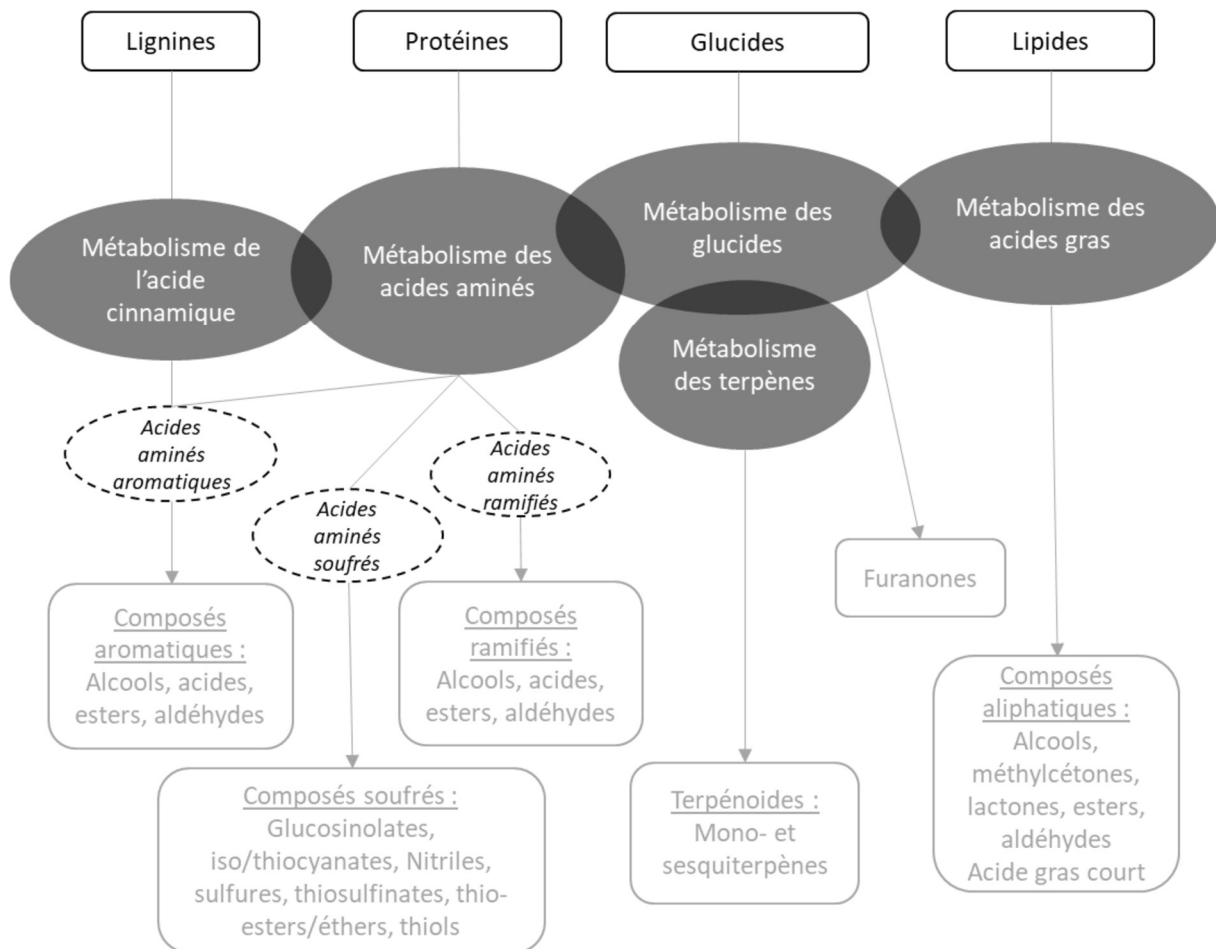 Lignines
Protéines
Glucides
Lipides
Métabolisme de
l'acide
cinnamique
Métabolisme des
acides aminés
Métabolisme des
glucides
Métabolisme des
acides gras
Métabolisme
des terpènes
Acides
aminés
aromatiques
Acides
aminés
soufrés
Acides
aminés
ramifiés
Composés
aromatiques :
Alcools, acides,
esters, aldéhydes
Composés
ramifiés :
Alcools, acides,
esters, aldéhydes
Furanones
Composés soufrés :
Glucosinolates,
iso/thiocyanates, Nitriles,
sulfures, thiosulfinates, thio-
esters/éthers, thiols
Terpénoides :
Mono- et
sesquiterpènes
Composés
aliphatiques :
Alcools,
méthylcétones,
lactones, esters,
aldéhydes
Acide gras court